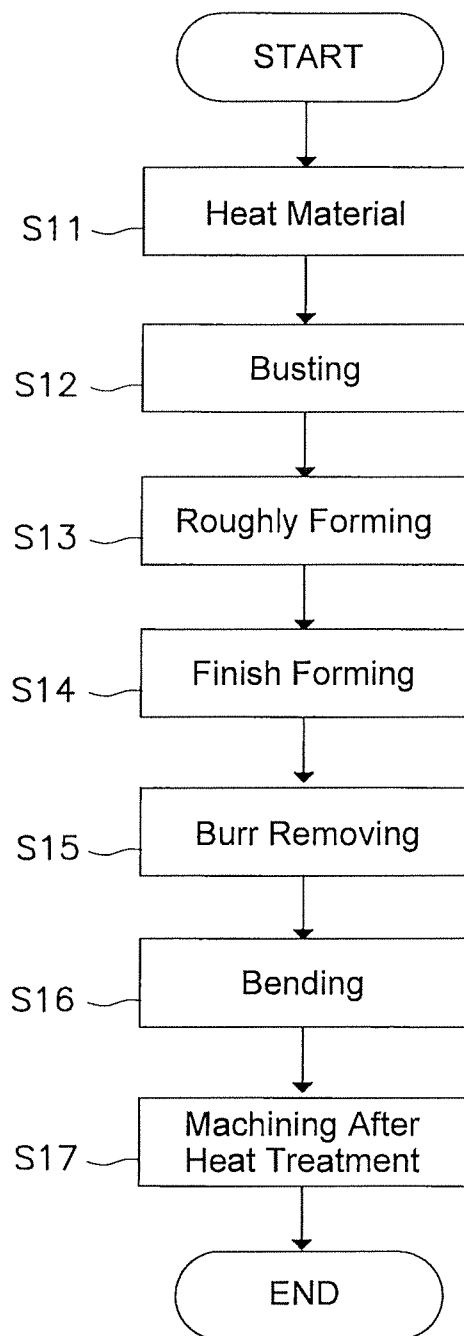 START
S11 Heat Material
S12 Busting
S13 Roughly Forming
S14 Finish Forming
S15 Burr Removing
S16 Bending
S17 Machining After
Heat Treatment
END